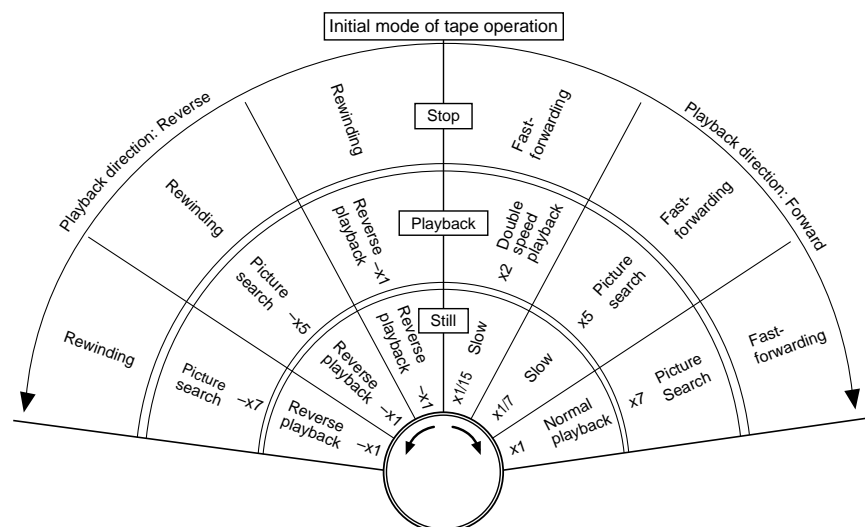 Initial mode of tape operation
Playback direction: Reverse
Playback direction: Forward
Stop
Rewinding
Rewinding
Rewinding
Fast-
forwarding
Fast-
forwarding
Fast-
forwarding
Playback
Reverse
playback
–x1
Picture
search
–x5
Picture
search
–x7
Double
speed
playback
x2
Picture
search
x5
Picture
Search
x7
Still
Reverse
playback
–x1
Reverse
playback
–x1
Reverse
playback
–x1
Slow
x1/15
Slow
x1/7
Normal
playback
x1